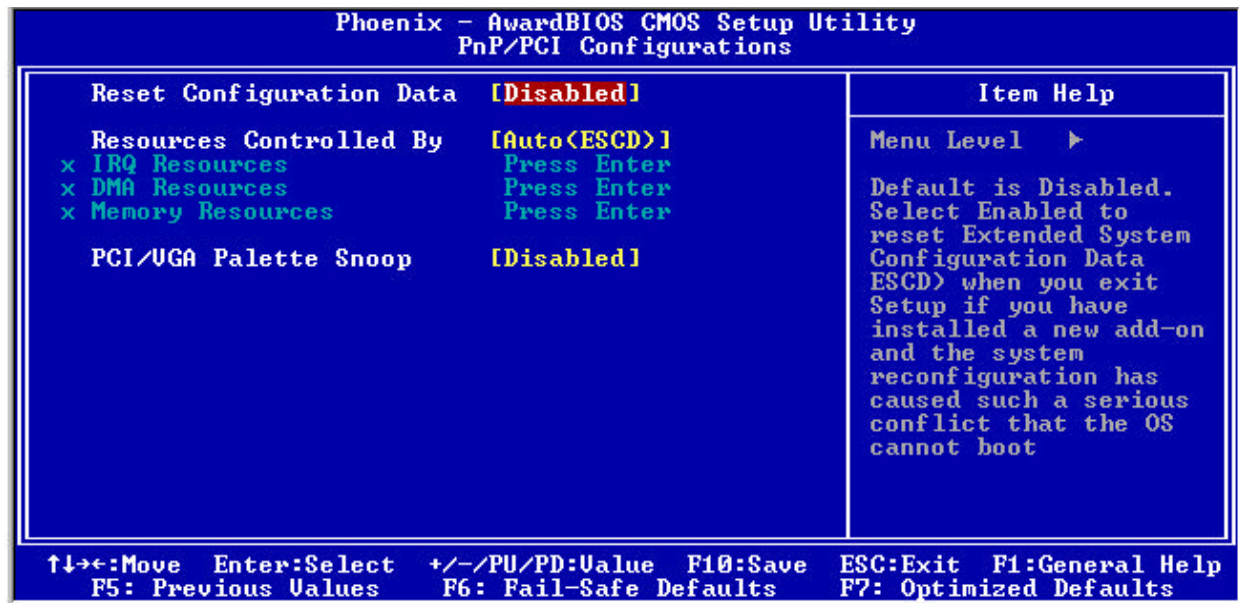 Phoenix - AwardBIOS CMOS Setup Utility
PnP/PCI Configurations
Reset Configuration Data [Disabled]
Resources Controlled By [Auto(ESCD)]
x IRQ Resources Press Enter
x DMA Resources Press Enter
x Memory Resources Press Enter
PCI/VGA Palette Snoop [Disabled]
Item Help
Menu Level ▶
Default is Disabled.
Select Enabled to
reset Extended System
Configuration Data
ESCD) when you exit
Setup if you have
installed a new add-on
and the system
reconfiguration has
caused such a serious
conflict that the OS
cannot boot
↑↓→←:Move Enter:Select +/-/PU/PD:Value F10:Save ESC:Exit F1:General Help
F5: Previous Values F6: Fail-Safe Defaults F7: Optimized Defaults